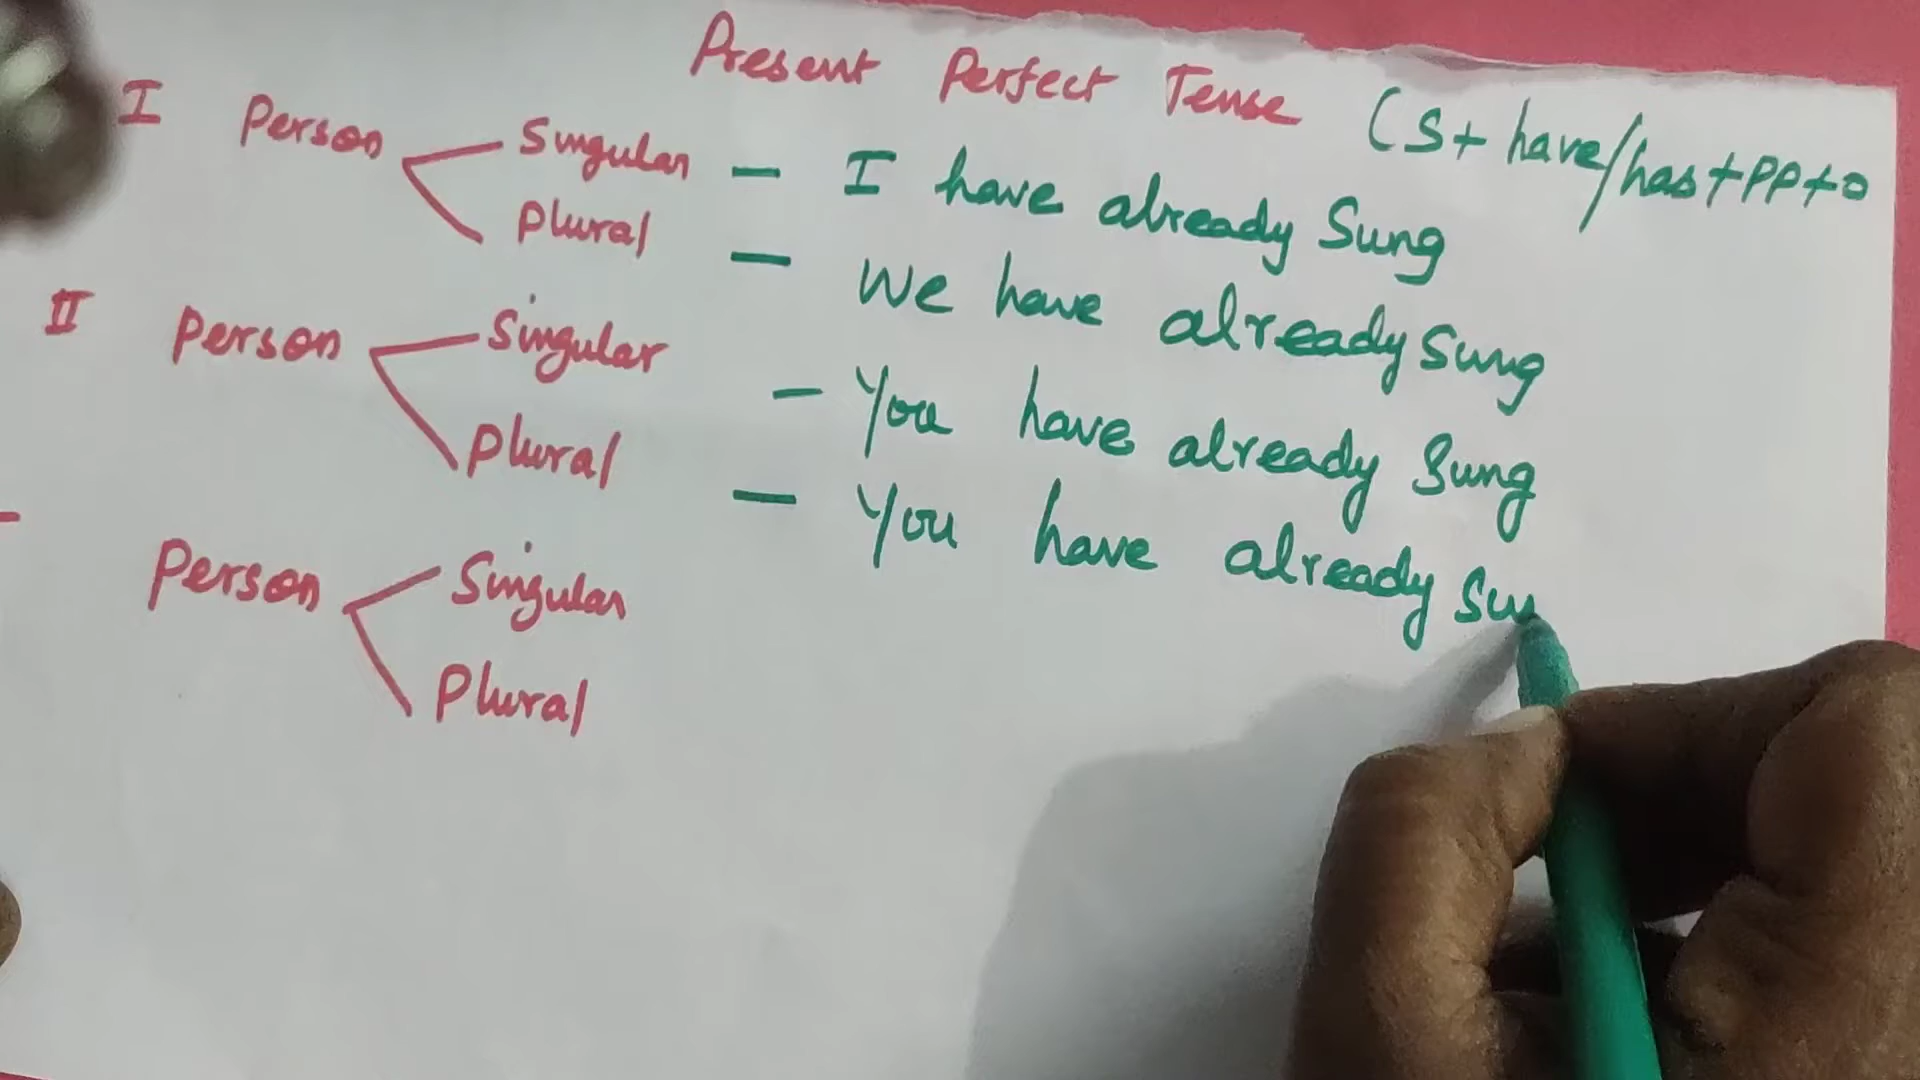 Present Perfect Tense (S+ have/has+PP+O
I Person Singular - I have already Sung
Plural - We have already Sung
II Person Singular - You have already Sung
Plural - You have already Sun
Person Singular
Plural